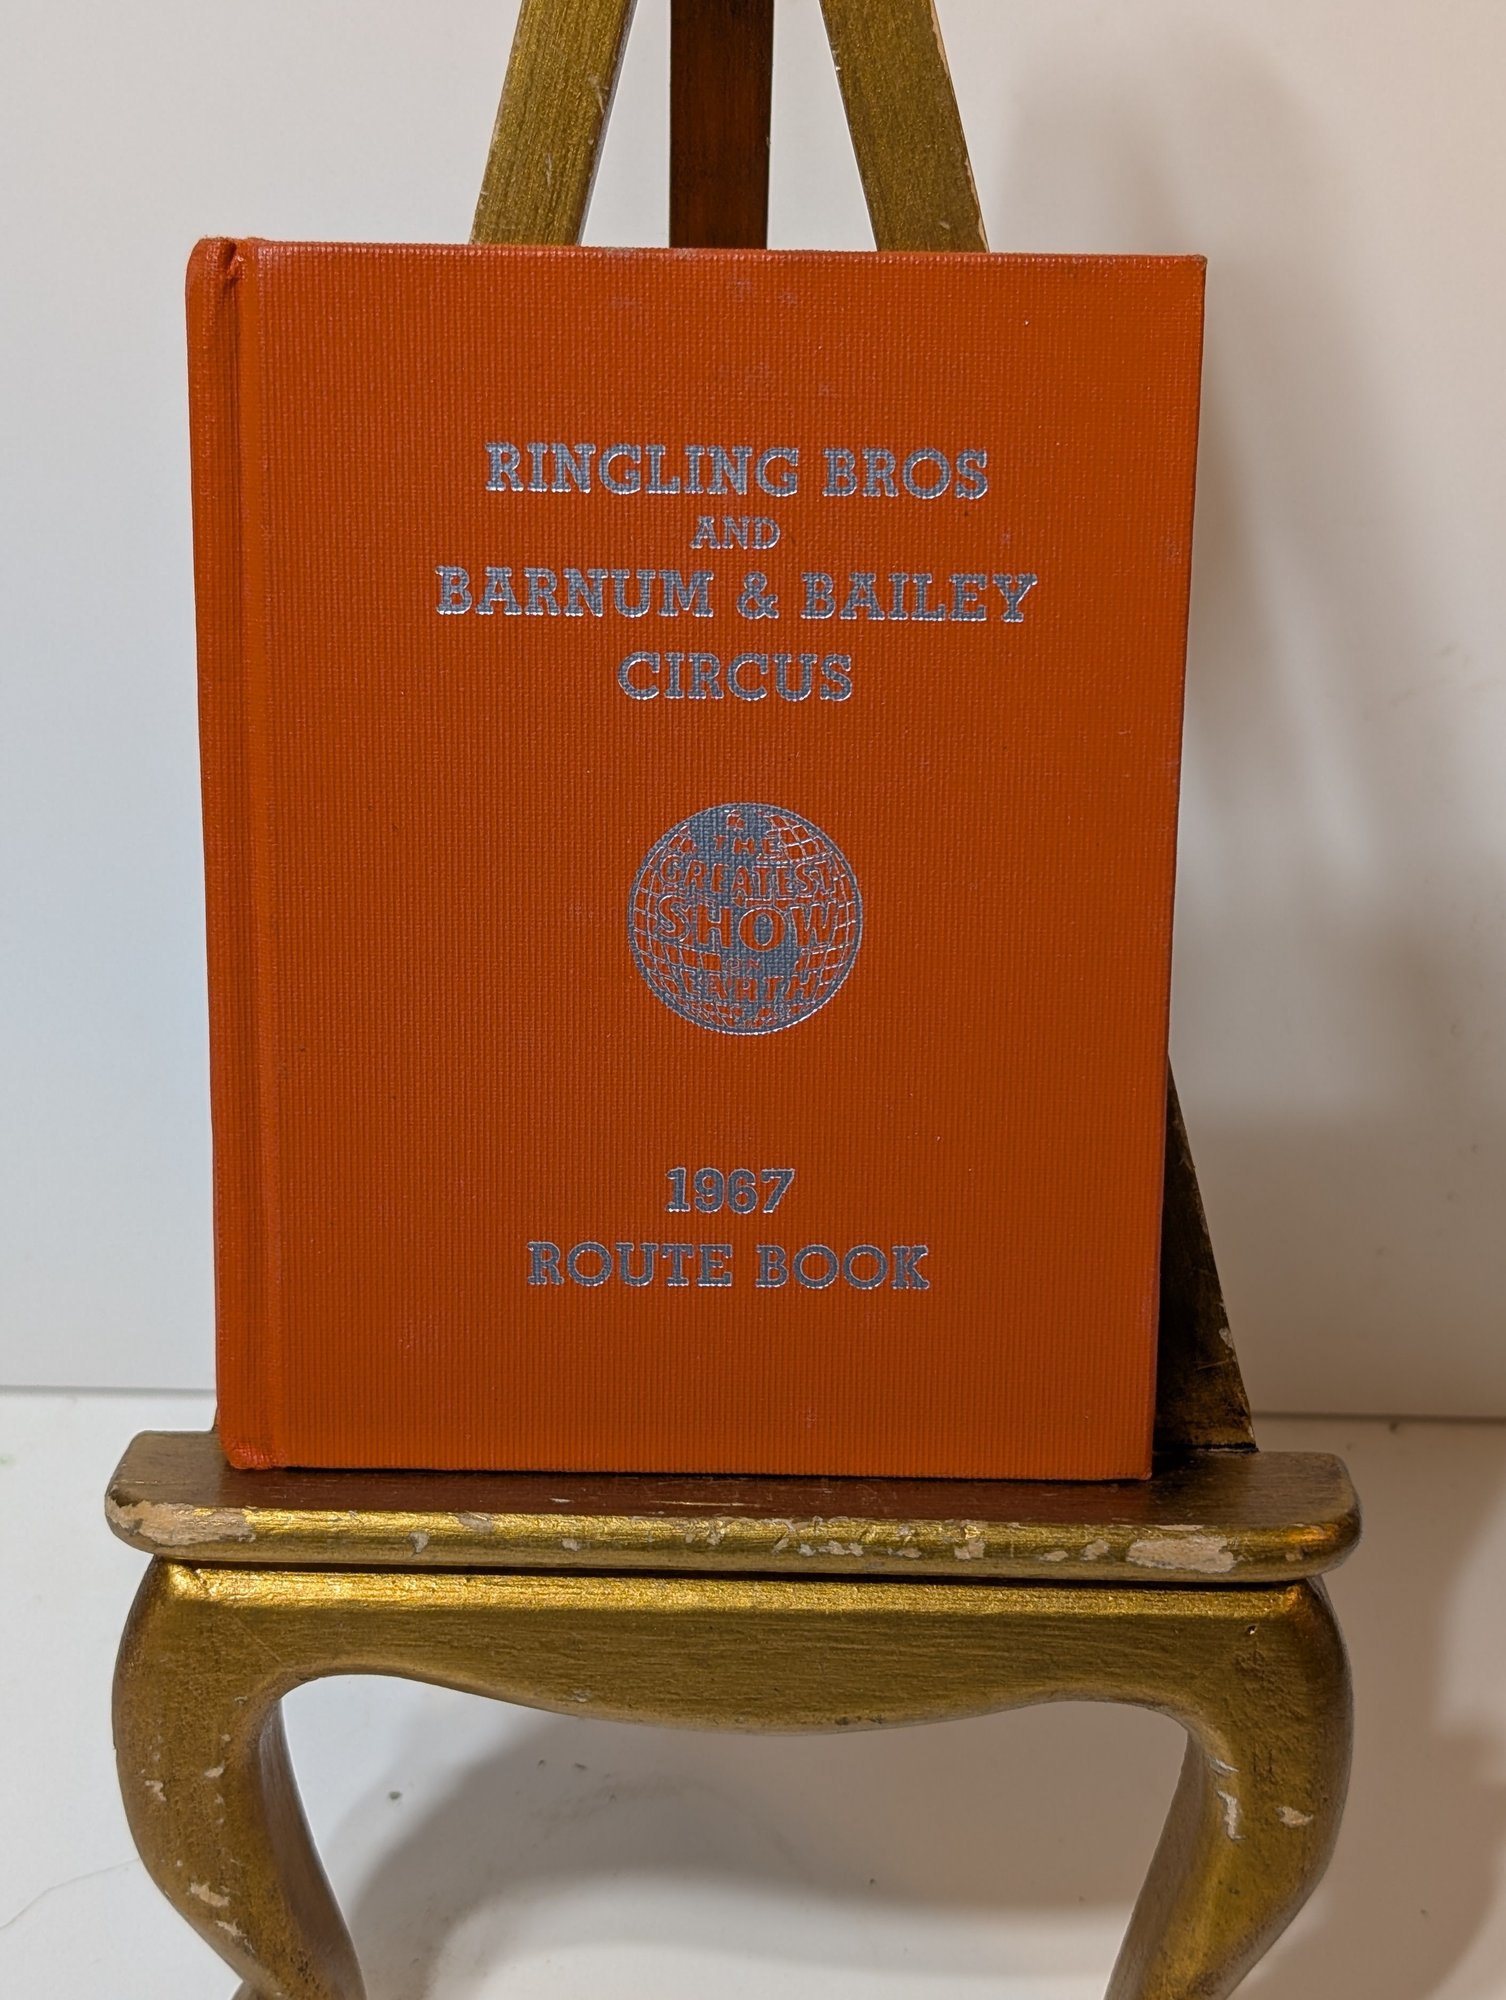 RINGLING BROS
AND
BARNUM & BAILEY
CIRCUS
THE
GREATEST
SHOW
ON
EARTH
1967
ROUTE BOOK